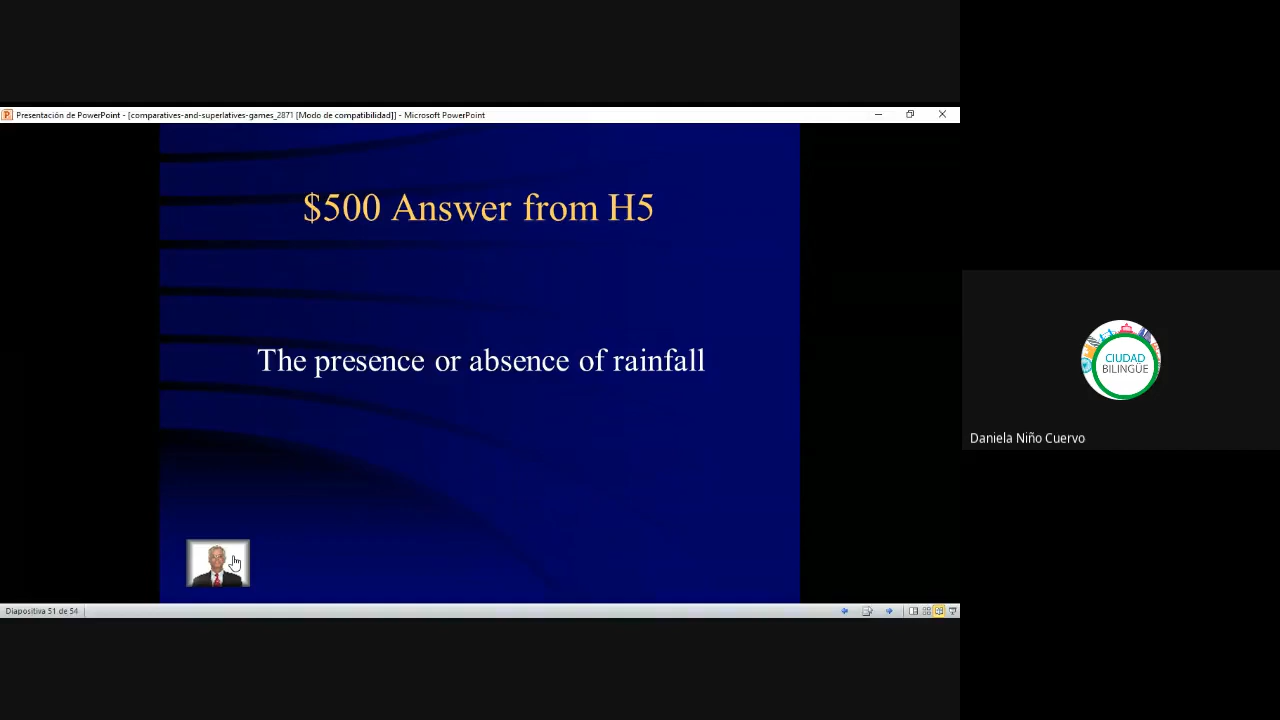 Presentación de PowerPoint - [comparatives-and-superlatives-games_2871 [Modo de compatibilidad]] - Microsoft PowerPoint
$500 Answer from H5
The presence or absence of rainfall
CIUDAD
BILINGÜE
Daniela Niño Cuervo
Diapositiva 51 de 54